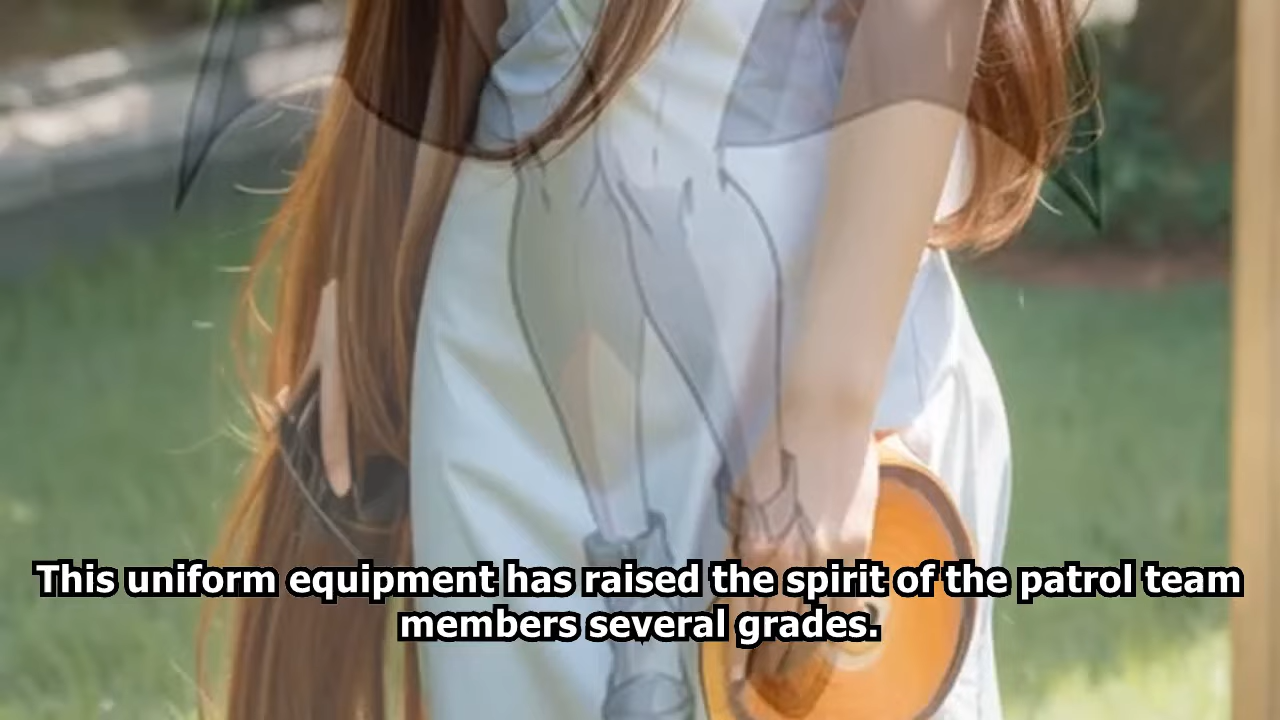 This uniform equipment has raised the spirit of the patrol team
members several grades.